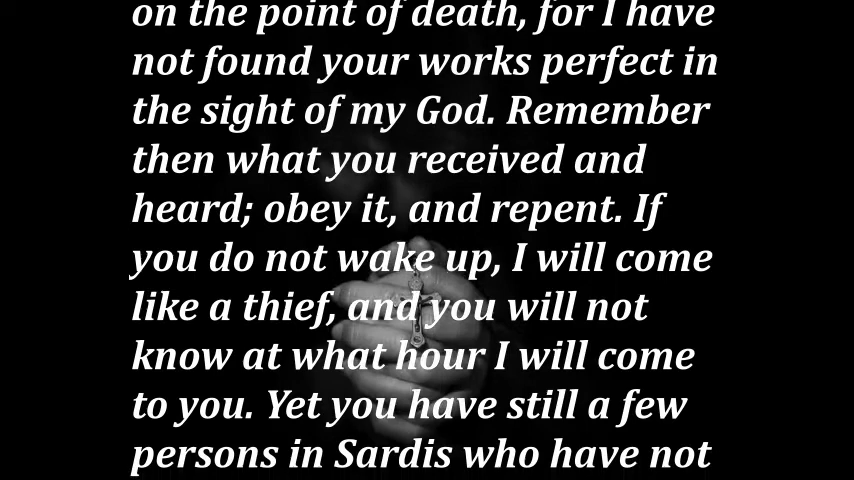 on the point of death, for I have
not found your works perfect in
the sight of my God. Remember
then what you received and
heard; obey it, and repent. If
you do not wake up, I will come
like a thief, and you will not
know at what hour I will come
to you. Yet you have still a few
persons in Sardis who have not